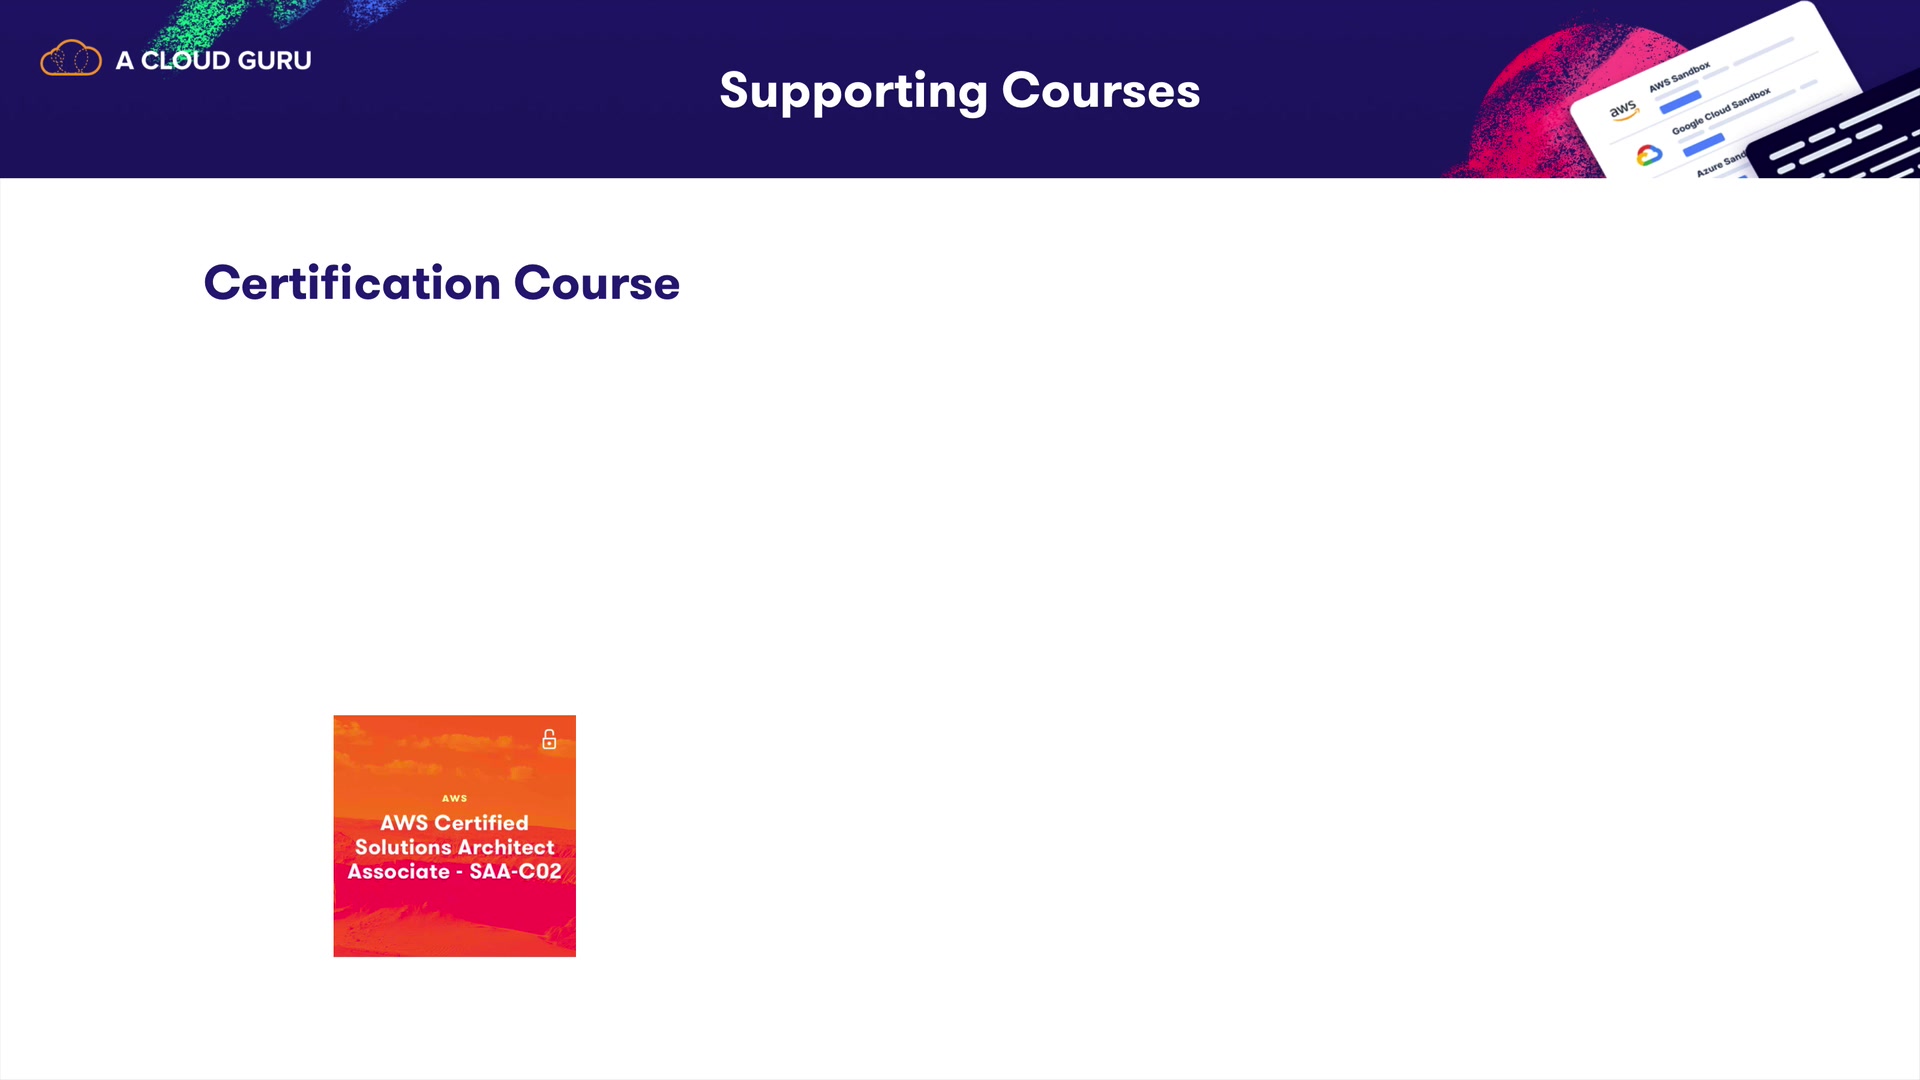 A CLOUD GURU
Supporting Courses
aws
AWS Sandbox
Google Cloud Sandbox
Azure Sand
Certification Course
AWS
AWS Certified
Solutions Architect
Associate - SAA-C02